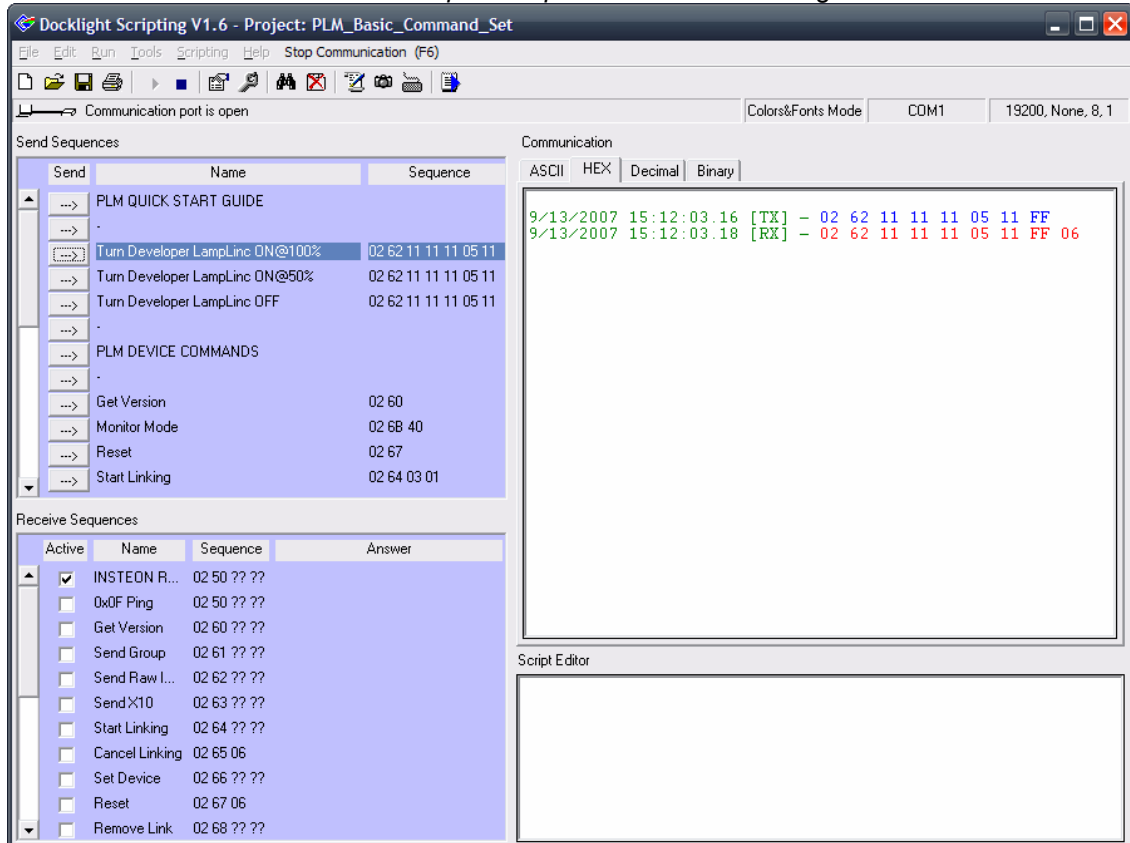 Docklight Scripting V1.6 - Project: PLM_Basic_Command_Set
File Edit Run Tools Scripting Help Stop Communication (F6)
Communication port is open Colors&Fonts Mode COM1 19200, None, 8, 1
Send Sequences
Send Name Sequence
---> PLM QUICK START GUIDE
---> -
---> Turn Developer LampLinc ON@100% 02 62 11 11 11 05 11
---> Turn Developer LampLinc ON@50% 02 62 11 11 11 05 11
---> Turn Developer LampLinc OFF 02 62 11 11 11 05 11
---> -
---> PLM DEVICE COMMANDS
---> -
---> Get Version 02 60
---> Monitor Mode 02 6B 40
---> Reset 02 67
---> Start Linking 02 64 03 01
Receive Sequences
Active Name Sequence Answer
INSTEON R... 02 50 ?? ??
0x0F Ping 02 50 ?? ??
Get Version 02 60 ?? ??
Send Group 02 61 ?? ??
Send Raw I... 02 62 ?? ??
Send X10 02 63 ?? ??
Start Linking 02 64 ?? ??
Cancel Linking 02 65 06
Set Device 02 66 ?? ??
Reset 02 67 06
Remove Link 02 68 ?? ??
Communication
ASCII HEX Decimal Binary
9/13/2007 15:12:03.16 [TX] - 02 62 11 11 11 05 11 FF
9/13/2007 15:12:03.18 [RX] - 02 62 11 11 11 05 11 FF 06
Script Editor